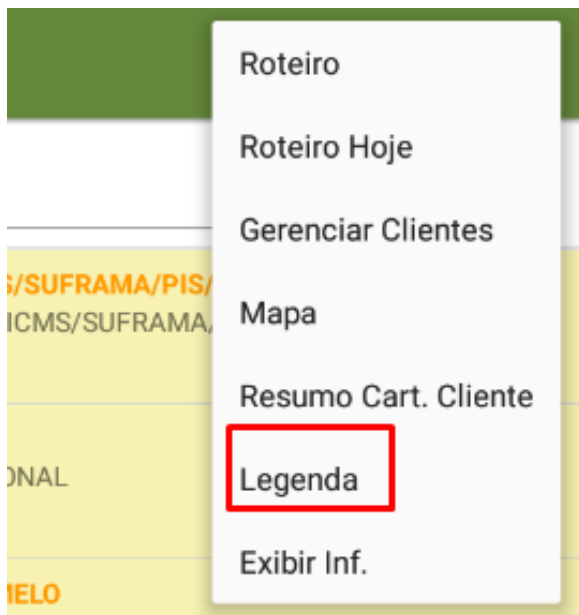 Roteiro
Roteiro Hoje
Gerenciar Clientes
/SUFRAMA/PIS/
ICMS/SUFRAMA/
Mapa
Resumo Cart. Cliente
ONAL
Legenda
Exibir Inf.
MELO